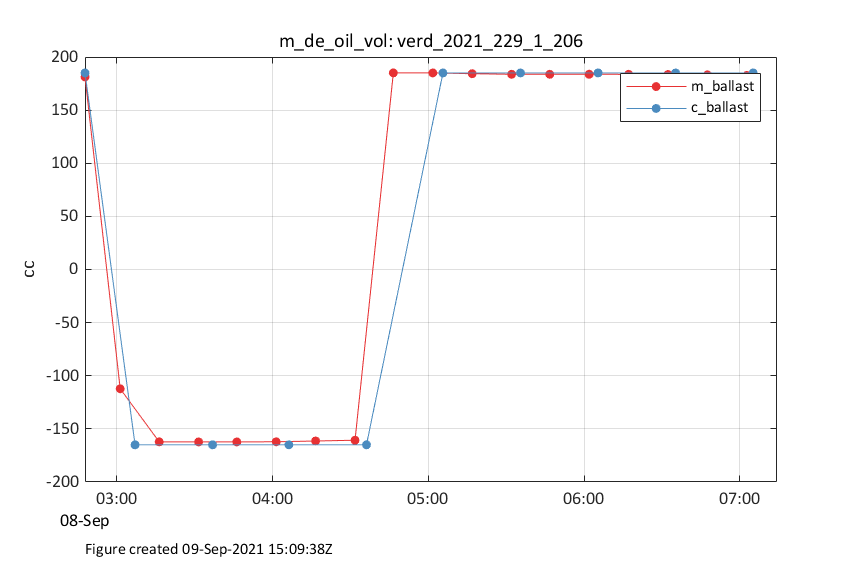 m_de_oil_vol: verd_2021_229_1_206
200
150
100
50
0
-50
-100
-150
-200
cc
m_ballast
c_ballast
03:00
04:00
05:00
06:00
07:00
08-Sep
Figure created 09-Sep-2021 15:09:38Z